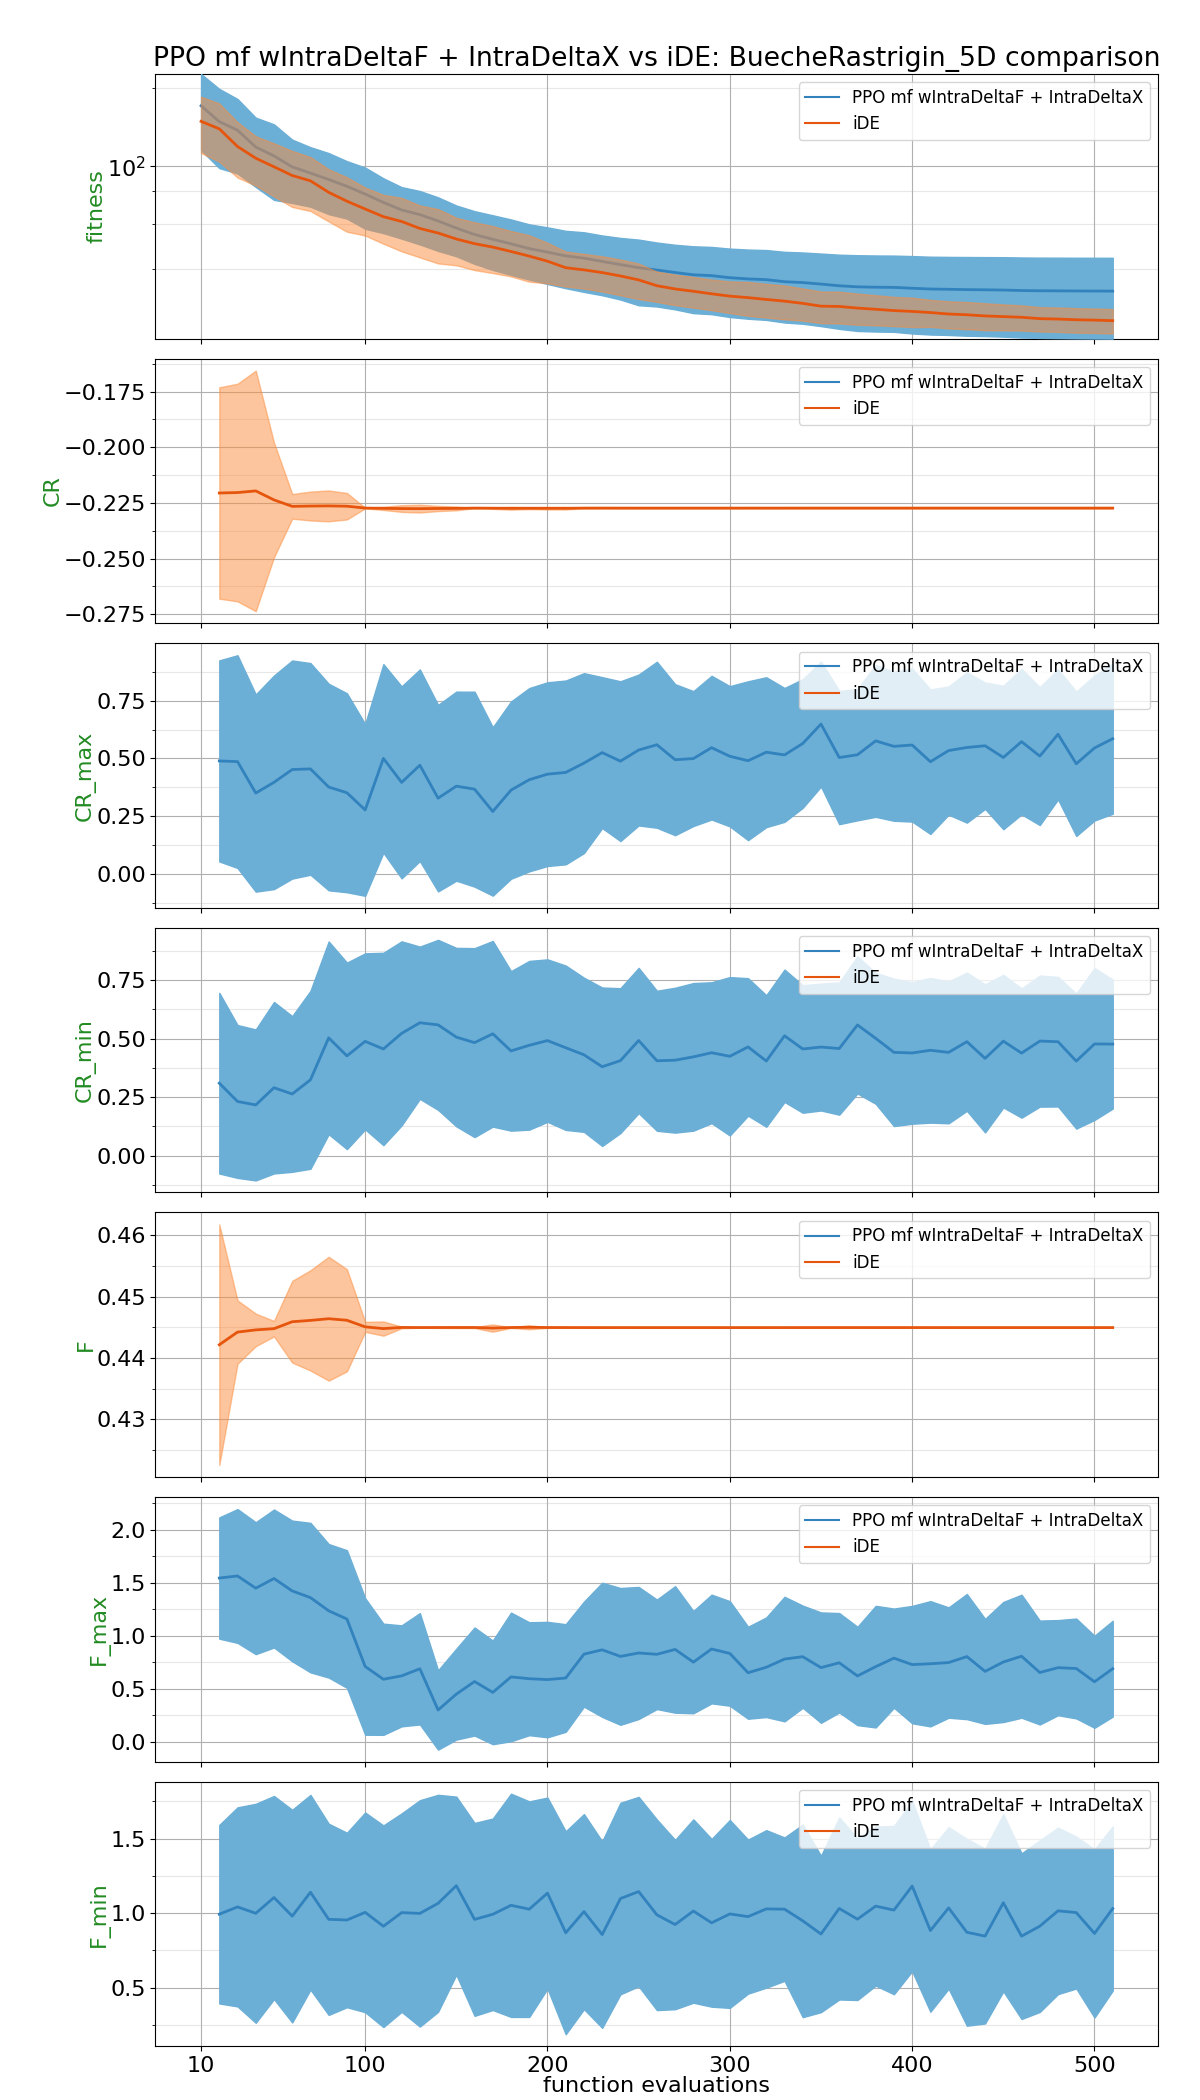 PPO mf wIntraDeltaF + IntraDeltaX vs iDE: BuecheRastrigin_5D comparison
fitness
10²
PPO mf wIntraDeltaF + IntraDeltaX
iDE
CR
−0.175
−0.200
−0.225
−0.250
−0.275
PPO mf wIntraDeltaF + IntraDeltaX
iDE
CR_max
0.75
0.50
0.25
0.00
PPO mf wIntraDeltaF + IntraDeltaX
iDE
CR_min
0.75
0.50
0.25
0.00
PPO mf wIntraDeltaF + IntraDeltaX
iDE
F
0.46
0.45
0.44
0.43
PPO mf wIntraDeltaF + IntraDeltaX
iDE
F_max
2.0
1.5
1.0
0.5
0.0
PPO mf wIntraDeltaF + IntraDeltaX
iDE
F_min
1.5
1.0
0.5
PPO mf wIntraDeltaF + IntraDeltaX
iDE
10 100 200 300 400 500
function evaluations